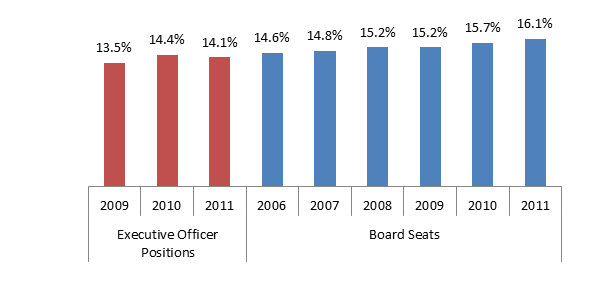 13.5% 14.4% 14.1% 14.6% 14.8% 15.2% 15.2% 15.7% 16.1%
2009 2010 2011 2006 2007 2008 2009 2010 2011
Executive Officer Board Seats
Positions